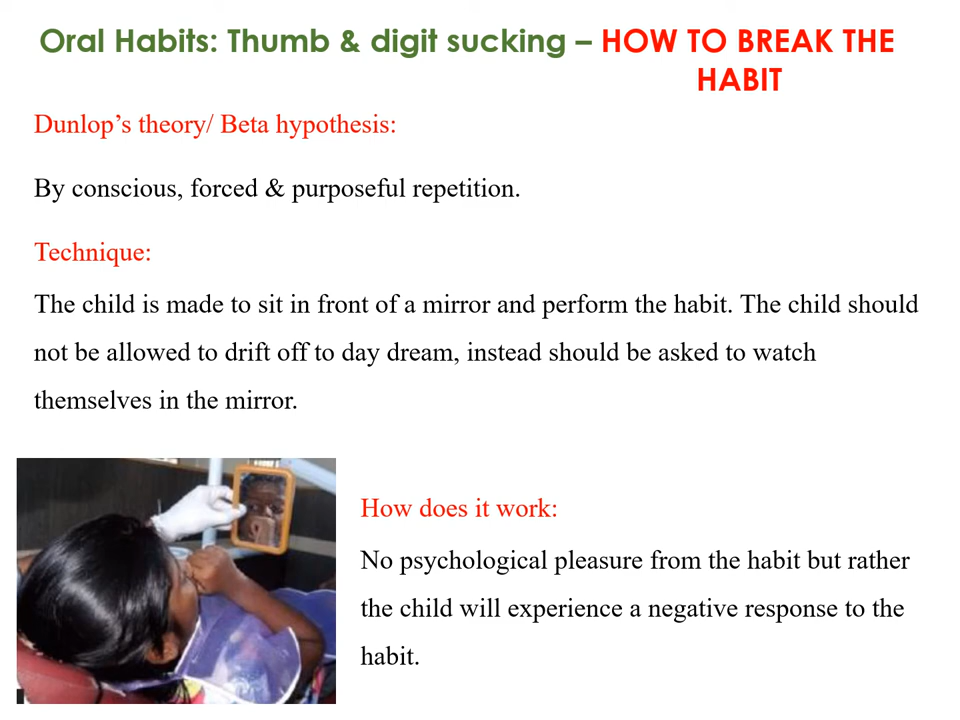 Oral Habits: Thumb & digit sucking – HOW TO BREAK THE
HABIT
Dunlop’s theory/ Beta hypothesis:
By conscious, forced & purposeful repetition.
Technique:
The child is made to sit in front of a mirror and perform the habit. The child should
not be allowed to drift off to day dream, instead should be asked to watch
themselves in the mirror.
How does it work:
No psychological pleasure from the habit but rather
the child will experience a negative response to the
habit.